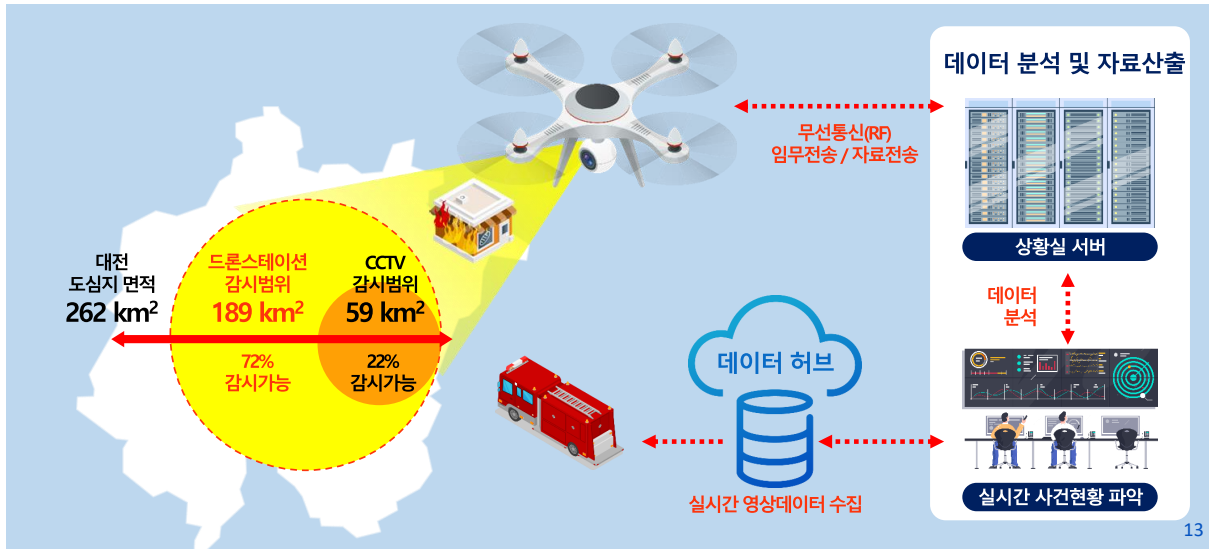 데이터 분석 및 자료산출
무선통신(RF)
임무전송 / 자료전송
상황실 서버
대전
도심지 면적
262 km²
드론스테이션
감시범위
189 km²
CCTV
감시범위
59 km²
72%
감시가능
22%
감시가능
데이터
분석
데이터 허브
실시간 영상데이터 수집
실시간 사건현황 파악
13